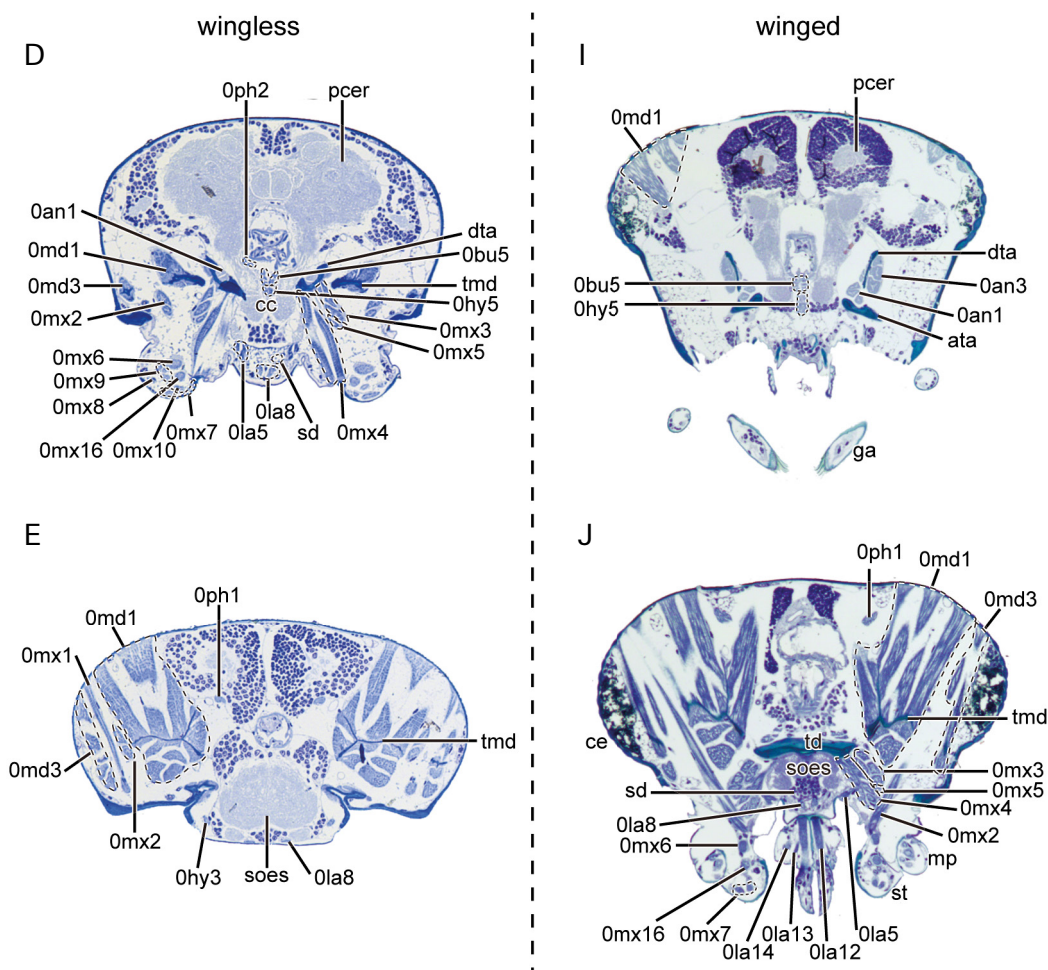 wingless
winged
D
0ph2
pcer
0an1
0md1
0md3
0mx2
0mx6
0mx9
0mx8
0mx16
0mx10
0mx7
0la5
0la8
sd
0mx4
cc
dta
0bu5
tmd
0hy5
0mx3
0mx5
I
0md1
pcer
0bu5
0hy5
dta
0an3
0an1
ata
ga
E
0md1
0ph1
0mx1
0md3
0mx2
0hy3
soes
0la8
tmd
J
0ph1
0md1
0md3
ce
td
soes
tmd
sd
0la8
0mx6
0mx3
0mx5
0mx4
0mx2
mp
st
0mx16
0mx7
0la14
0la13
0la12
0la5